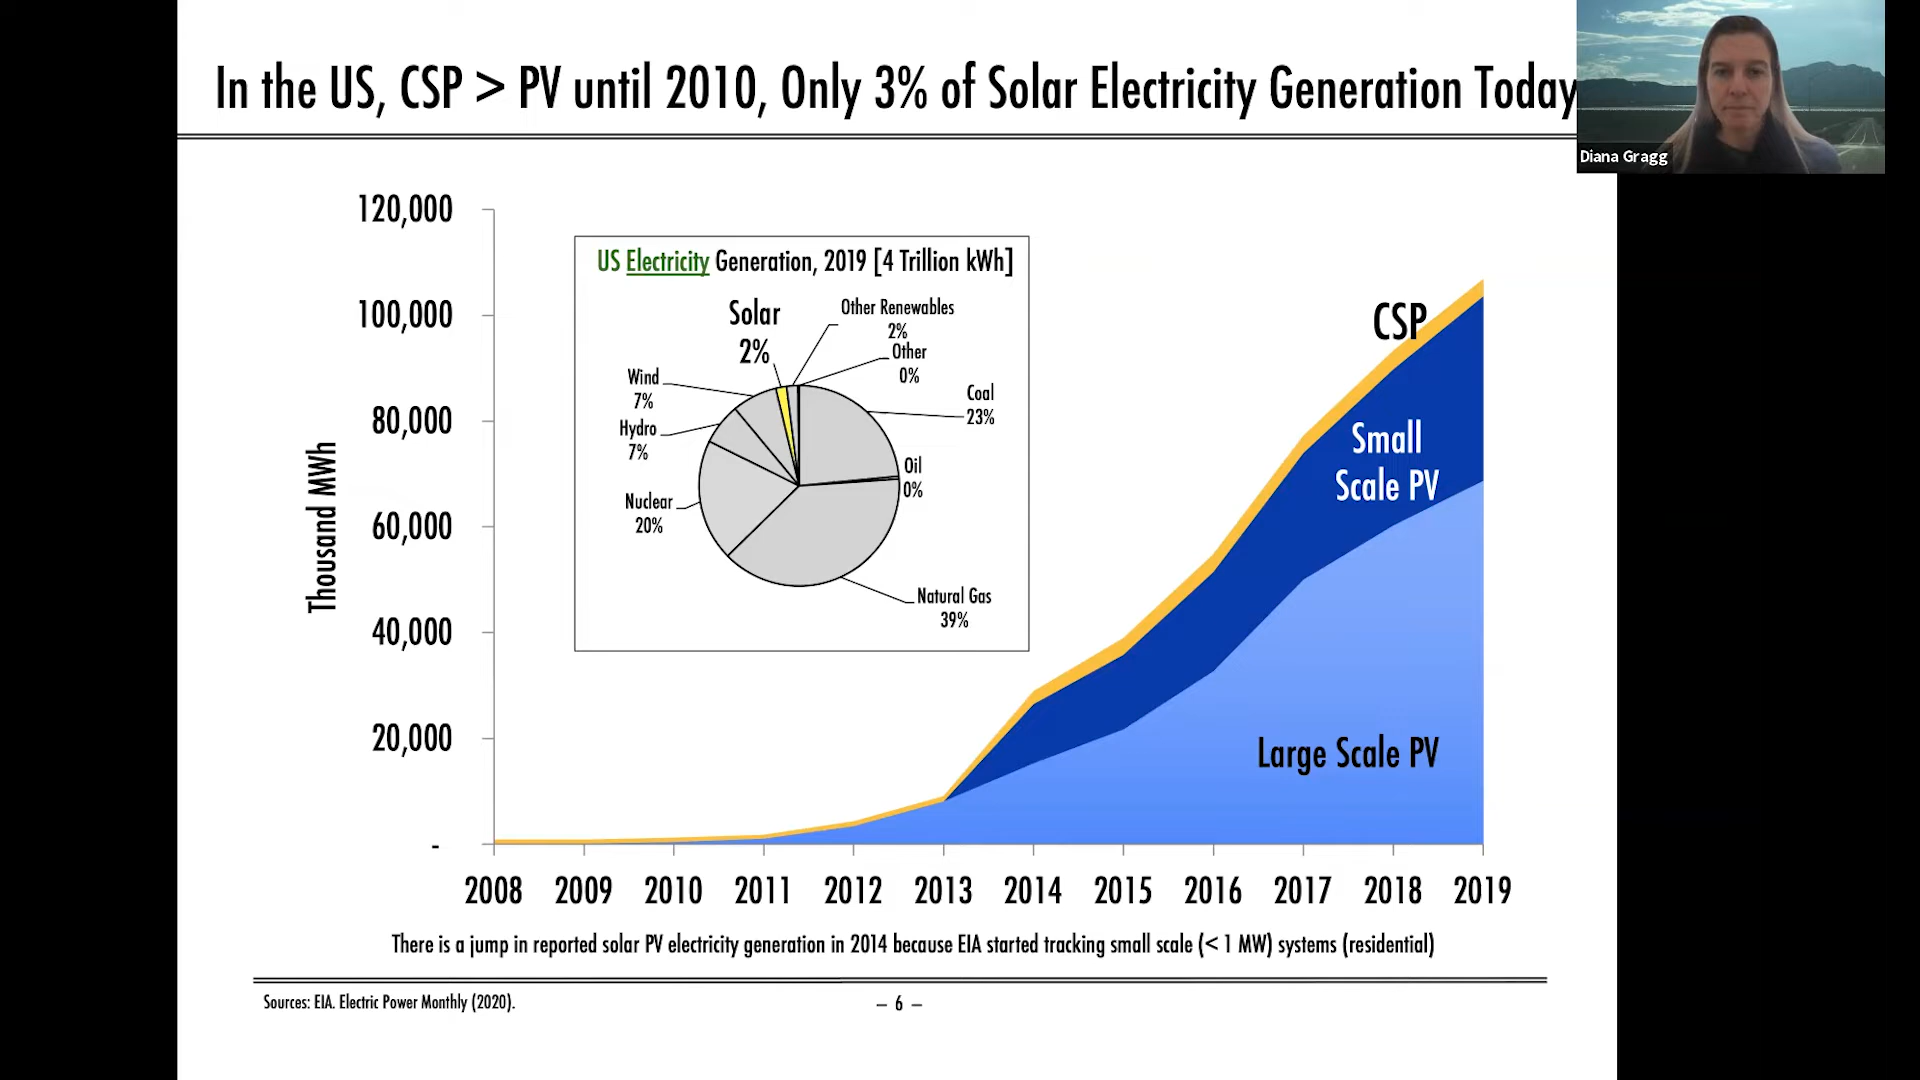 In the US, CSP > PV until 2010, Only 3% of Solar Electricity Generation Today
Diana Gragg
120,000
100,000
80,000
60,000
40,000
20,000
-
Thousand MWh
US Electricity Generation, 2019 [4 Trillion kWh]
Solar
2%
Other Renewables
2%
Other
0%
Wind
7%
Coal
23%
Hydro
7%
Oil
0%
Nuclear
20%
Natural Gas
39%
CSP
Small
Scale PV
Large Scale PV
2008 2009 2010 2011 2012 2013 2014 2015 2016 2017 2018 2019
There is a jump in reported solar PV electricity generation in 2014 because EIA started tracking small scale (< 1 MW) systems (residential)
Sources: EIA. Electric Power Monthly (2020).
– 6 –